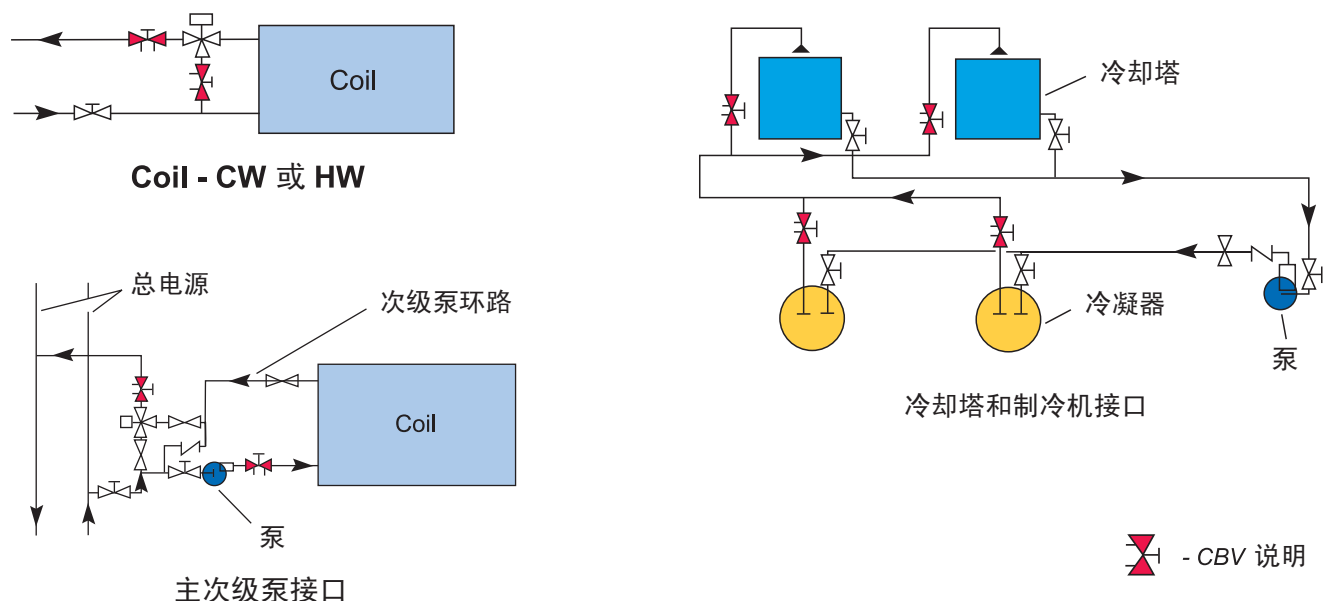 Coil
Coil - CW 或 HW
总电源
次级泵环路
Coil
泵
主次级泵接口
冷却塔
冷凝器
泵
冷却塔和制冷机接口
- CBV 说明